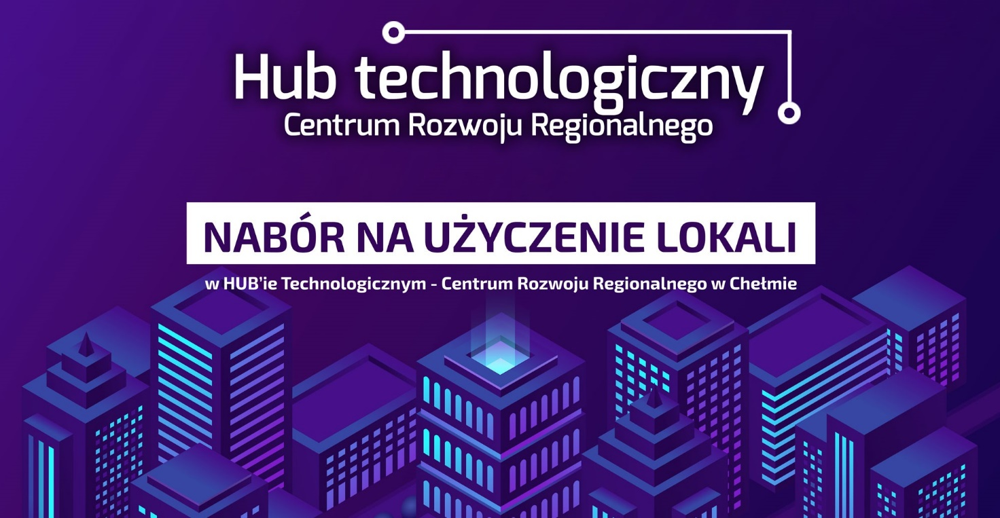 Hub technologiczny
Centrum Rozwoju Regionalnego
NABÓR NA UŻYCZENIE LOKALI
w HUB'ie Technologicznym - Centrum Rozwoju Regionalnego w Chełmie